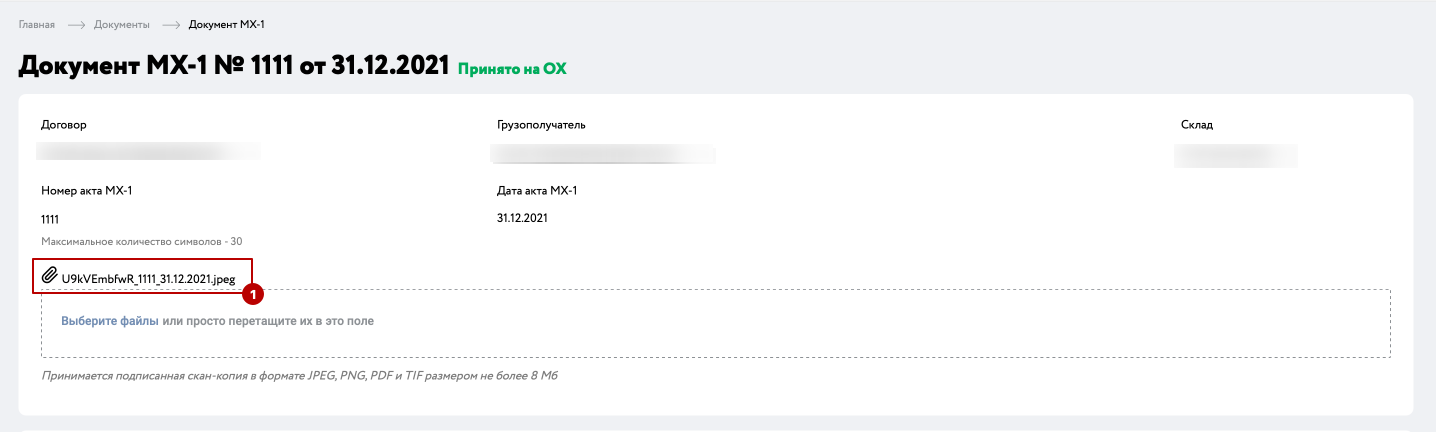 Главная → Документы → Документ МХ-1
Документ МХ-1 № 1111 от 31.12.2021 Принято на ОХ
Договор Грузополучатель Склад
Номер акта МХ-1 Дата акта МХ-1
1111 31.12.2021
Максимальное количество символов - 30
U9kVEmbfwR_1111_31.12.2021.jpeg
1
Выберите файлы или просто перетащите их в это поле
Принимается подписанная скан-копия в формате JPEG, PNG, PDF и TIF размером не более 8 Мб